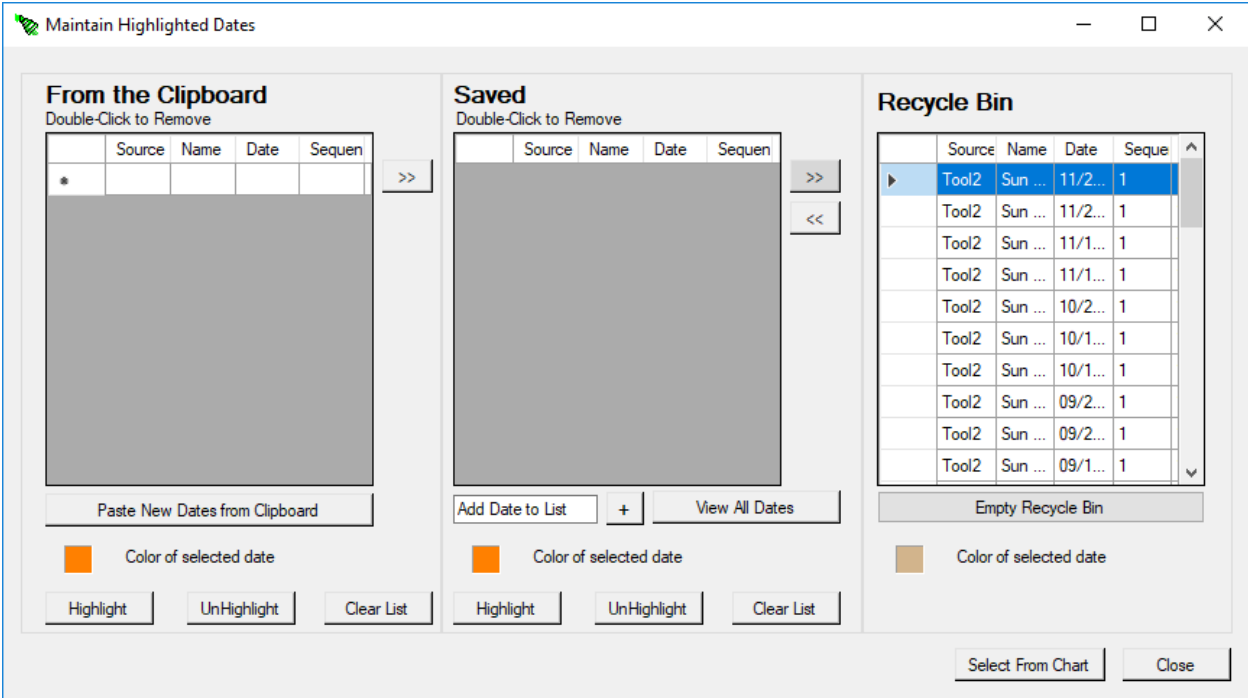 Maintain Highlighted Dates
From the Clipboard
Double-Click to Remove
Source Name Date Sequen
>>
Paste New Dates from Clipboard
Color of selected date
Highlight UnHighlight Clear List
Saved
Double-Click to Remove
Source Name Date Sequen
>>
<<
Add Date to List + View All Dates
Color of selected date
Highlight UnHighlight Clear List
Recycle Bin
Source Name Date Seque
Tool2 Sun ... 11/2... 1
Tool2 Sun ... 11/2... 1
Tool2 Sun ... 11/1... 1
Tool2 Sun ... 11/1... 1
Tool2 Sun ... 10/2... 1
Tool2 Sun ... 10/1... 1
Tool2 Sun ... 10/1... 1
Tool2 Sun ... 09/2... 1
Tool2 Sun ... 09/2... 1
Tool2 Sun ... 09/1... 1
Empty Recycle Bin
Color of selected date
Select From Chart Close